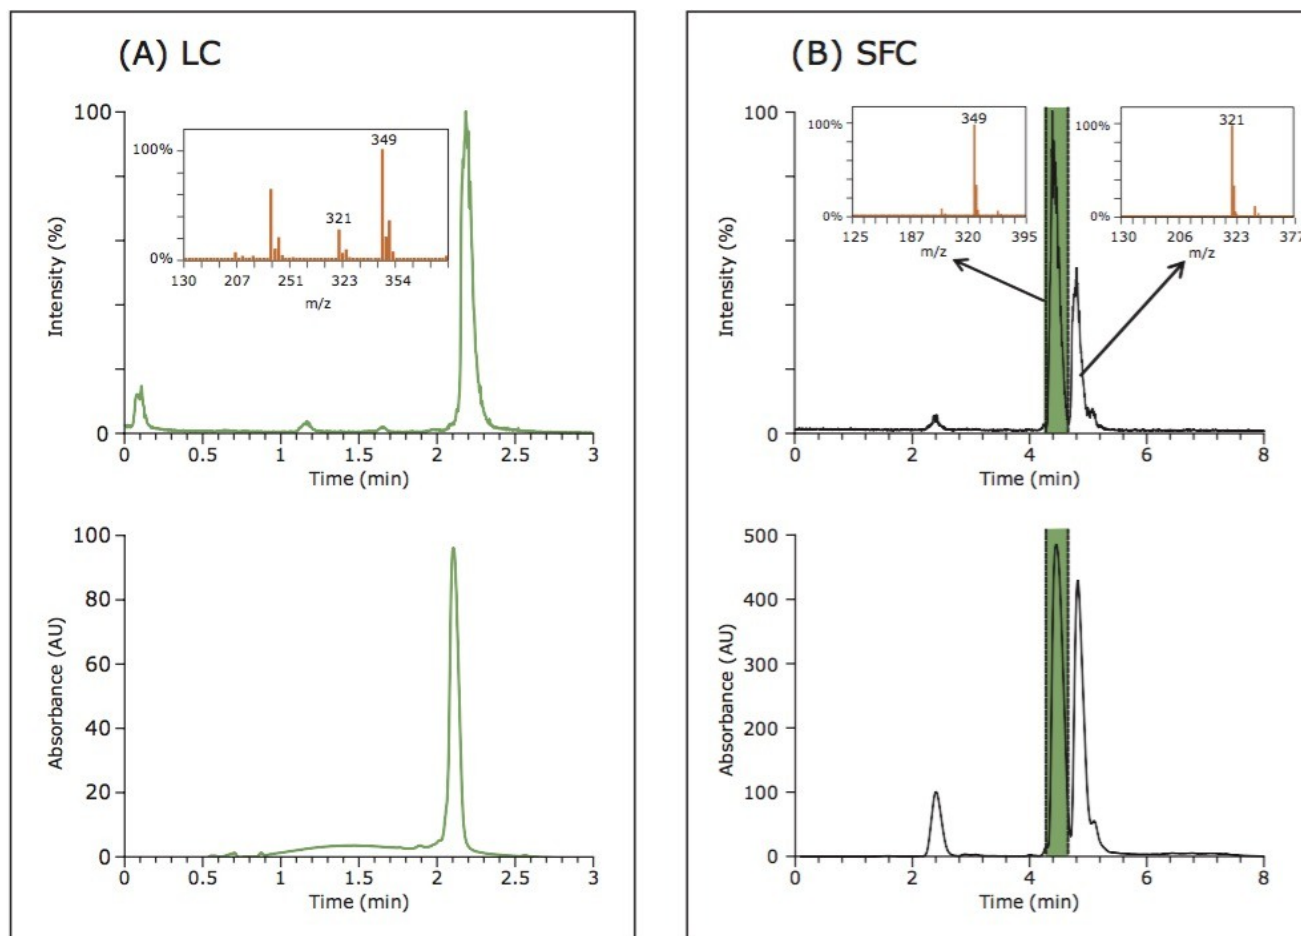 (A) LC
100
Intensity (%)
0
100%
0%
349
321
130 207 251 323 354
m/z
0 0.5 1 1.5 2 2.5 3
Time (min)
100
80
60
40
20
0
Absorbance (AU)
0 0.5 1 1.5 2 2.5 3
Time (min)
(B) SFC
100
Intensity (%)
0
100%
0%
349
125 187 320 395
m/z
100%
0%
321
130 206 323 377
m/z
0 2 4 6 8
Time (min)
500
400
300
200
100
0
Absorbance (AU)
0 2 4 6 8
Time (min)